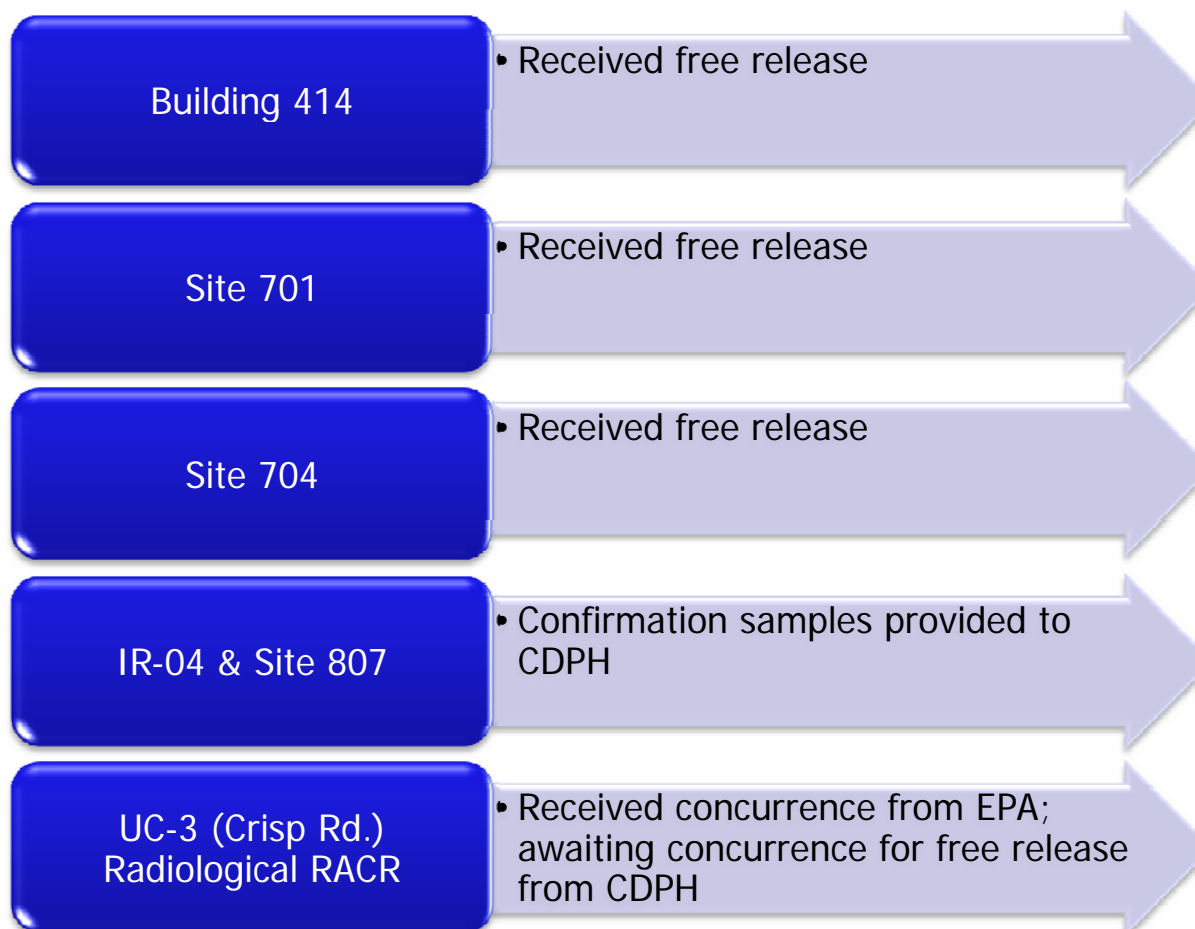 Building 414
• Received free release
Site 701
• Received free release
Site 704
• Received free release
IR-04 & Site 807
• Confirmation samples provided to
CDPH
UC-3 (Crisp Rd.)
Radiological RACR
• Received concurrence from EPA;
awaiting concurrence for free release
from CDPH